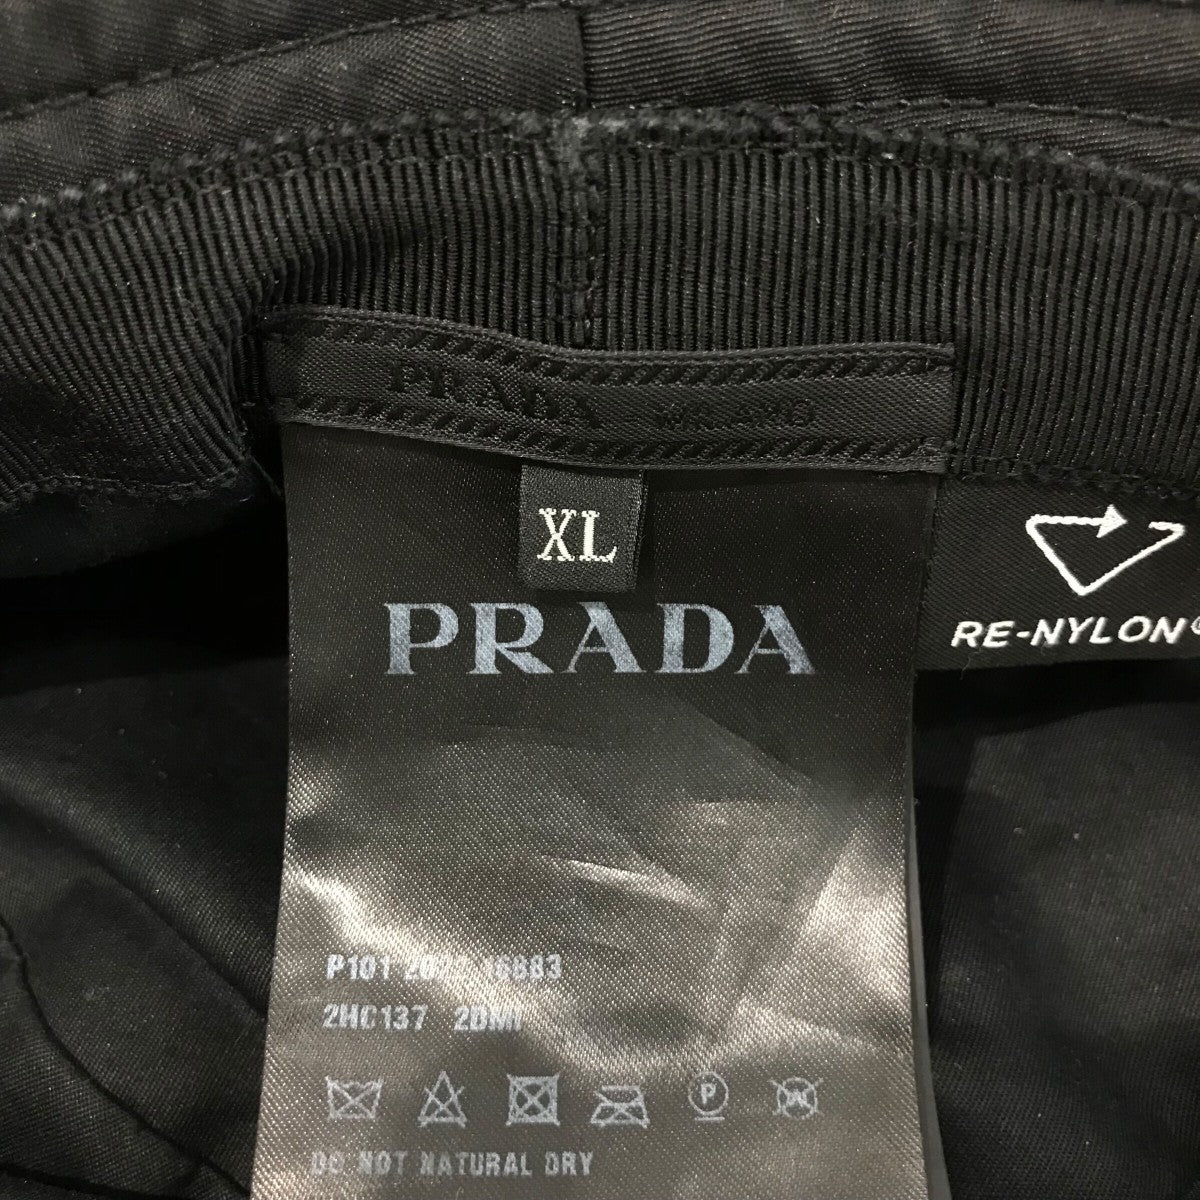 PRADA
XL
PRADA
RE-NYLON
P101
2HC137 2DMI
P
DO NOT NATURAL DRY